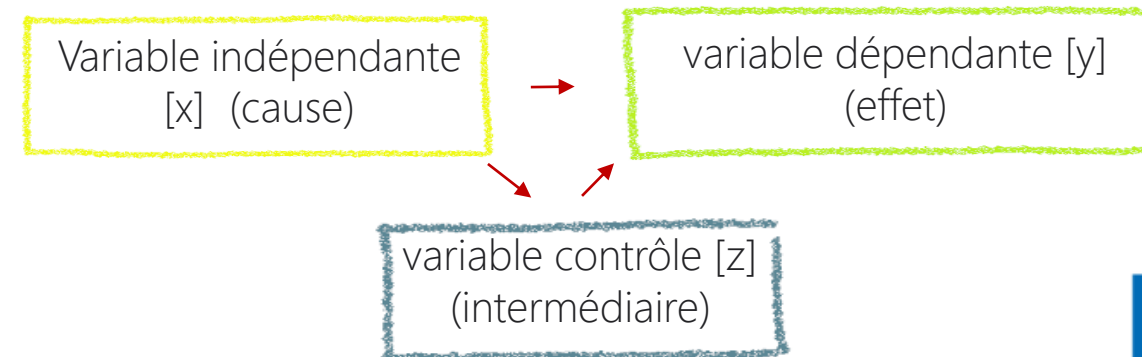 Variable indépendante
[x] (cause)
variable dépendante [y]
(effet)
variable contrôle [z]
(intermédiaire)